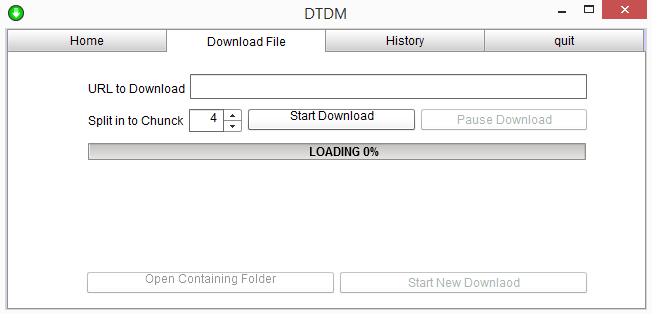 DTDM
Home Download File History quit
URL to Download
Split in to Chunck 4 Start Download Pause Download
LOADING 0%
Open Containing Folder Start New Downlaod